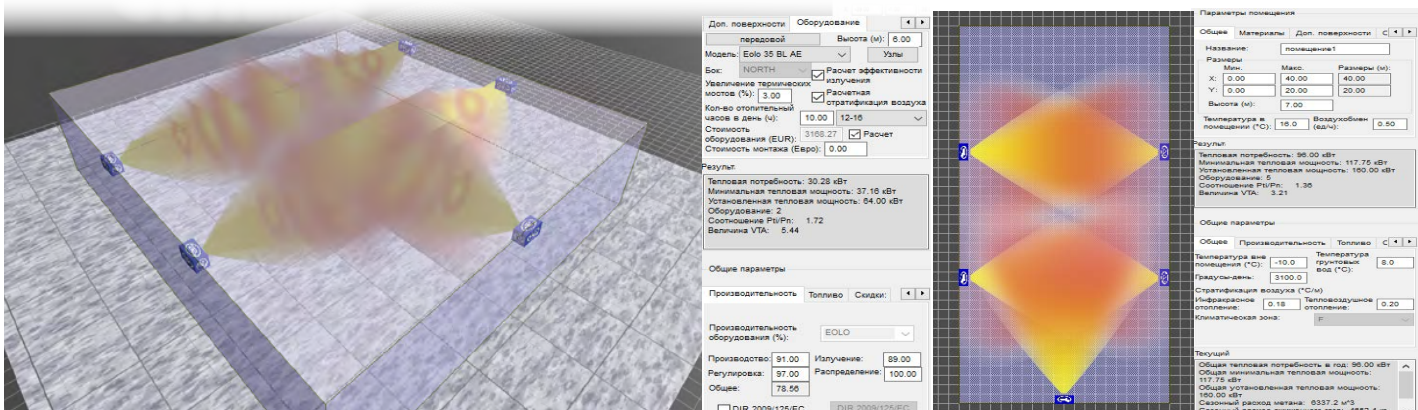 Доп. поверхности Оборудование
передовой Высота (м): 6.00
Модель: Eolo 35 BL AE Узлы
Бок: NORTH Расчет эффективности излучения
Увеличение термических мостов (%): 3.00 Расчетная стратификация воздуха
Кол-во отопительный часов в день (ч): 10.00 12-16
Стоимость оборудования (EUR): 3168.27 Расчет
Стоимость монтажа (Евро): 0.00
Результ.
Тепловая потребность: 30.28 кВт
Минимальная тепловая мощность: 37.16 кВт
Установленная тепловая мощность: 64.00 кВт
Оборудование: 2
Соотношение Pti/Pn: 1.72
Величина VTA: 5.44
Общие параметры
Производительность Топливо Скидки:
Производительность оборудования (%): EOLO
Производство: 91.00 Излучение: 89.00
Регулировка: 97.00 Распределение: 100.00
Общее: 78.56
DIR 2009/125/EC DIR 2009/125/EC
Параметры помещения
Общее Материалы Доп. поверхности С
Название: помещение1
Размеры
Мин. Макс. Размеры (м):
X: 0.00 40.00 40.00
Y: 0.00 20.00 20.00
Высота (м): 7.00
Температура в помещении (°C): 16.0 Воздухобмен (ед/ч): 0.50
Результ.
Тепловая потребность: 96.00 кВт
Минимальная тепловая мощность: 117.75 кВт
Установленная тепловая мощность: 160.00 кВт
Оборудование: 5
Соотношение Pti/Pn: 1.36
Величина VTA: 3.21
Общие параметры
Общее Производительность Топливо С
Температура вне помещения (°C): -10.0 Температура грунтовых вод (°C): 8.0
Градусы-день: 3100.0
Стратификация воздуха (°C/м)
Инфракрасное отопление: 0.18 Тепловоздушное отопление: 0.20
Климатическая зона: F
Текущий
Общая тепловая потребность в год: 96.00 кВт
Общая минимальная тепловая мощность:
117.75 кВт
Общая установленная тепловая мощность:
160.00 кВт
Сезонный расход метана: 6337.2 м^3